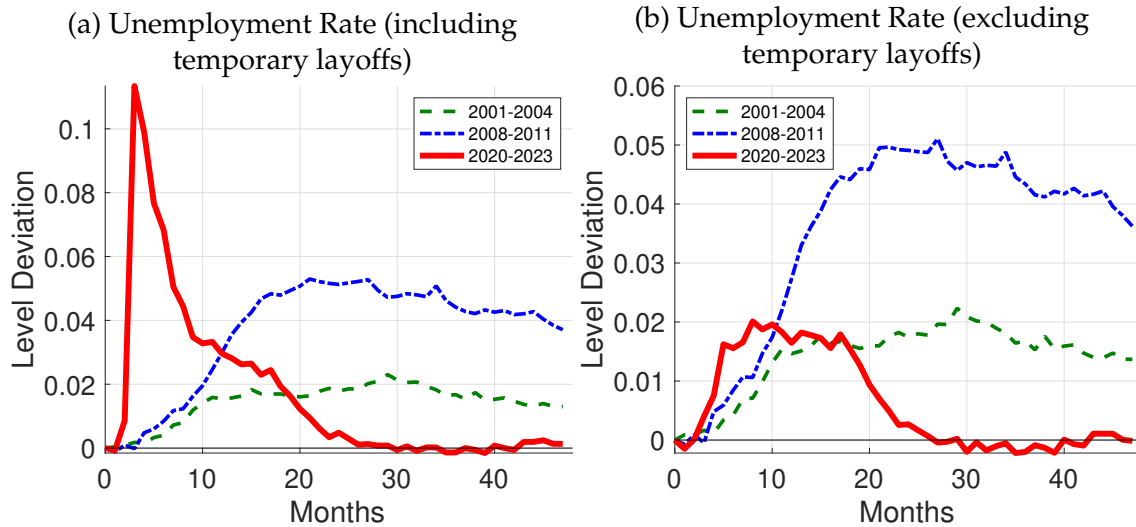 (a) Unemployment Rate (including
temporary layoffs)
0.1
0.08
0.06
0.04
0.02
0
Level Deviation
2001-2004
2008-2011
2020-2023
0 10 20 30 40
Months
(b) Unemployment Rate (excluding
temporary layoffs)
0.06
0.05
0.04
0.03
0.02
0.01
0
Level Deviation
2001-2004
2008-2011
2020-2023
0 10 20 30 40
Months